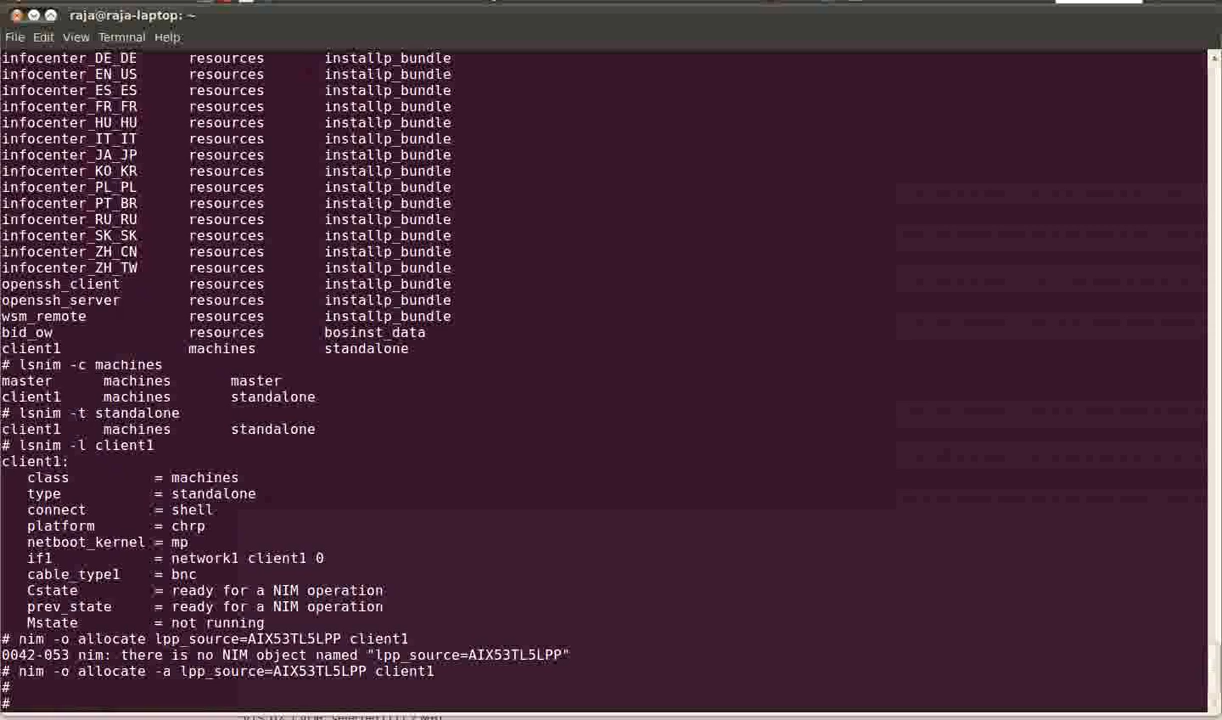 raja@raja-laptop: ~
File Edit View Terminal Help
infocenter_DE_DE resources installp_bundle
infocenter_EN_US resources installp_bundle
infocenter_ES_ES resources installp_bundle
infocenter_FR_FR resources installp_bundle
infocenter_HU_HU resources installp_bundle
infocenter_IT_IT resources installp_bundle
infocenter_JA_JP resources installp_bundle
infocenter_KO_KR resources installp_bundle
infocenter_PL_PL resources installp_bundle
infocenter_PT_BR resources installp_bundle
infocenter_RU_RU resources installp_bundle
infocenter_SK_SK resources installp_bundle
infocenter_ZH_CN resources installp_bundle
infocenter_ZH_TW resources installp_bundle
openssh_client resources installp_bundle
openssh_server resources installp_bundle
wsm_remote resources installp_bundle
bid_ow resources bosinst_data
client1 machines standalone
# lsnim -c machines
master machines master
client1 machines standalone
# lsnim -t standalone
client1 machines standalone
# lsnim -l client1
client1:
class = machines
type = standalone
connect = shell
platform = chrp
netboot_kernel = mp
if1 = network1 client1 0
cable_type1 = bnc
Cstate = ready for a NIM operation
prev_state = ready for a NIM operation
Mstate = not running
# nim -o allocate lpp_source=AIX53TL5LPP client1
0042-053 nim: there is no NIM object named "lpp_source=AIX53TL5LPP"
# nim -o allocate -a lpp_source=AIX53TL5LPP client1
#
#